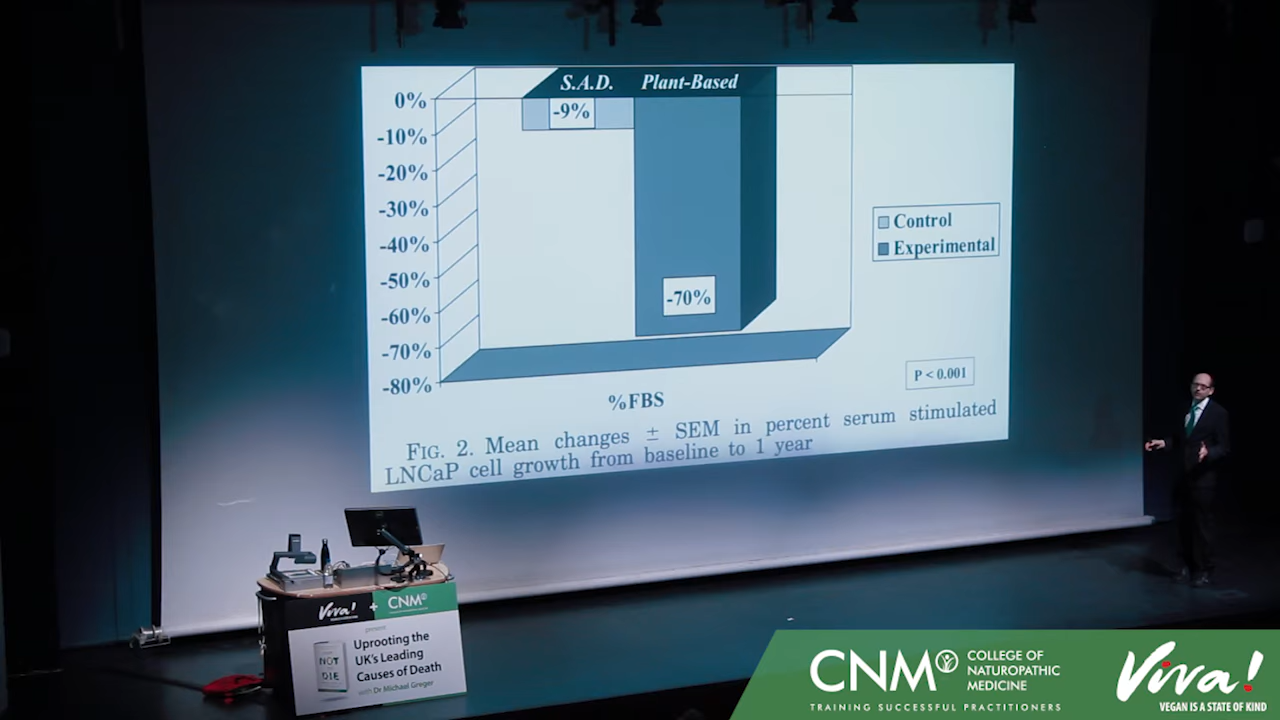 S.A.D. Plant-Based
0%
-10%
-20%
-30%
-40%
-50%
-60%
-70%
-80%
-9%
-70%
Control
Experimental
P < 0.001
%FBS
FIG. 2. Mean changes ± SEM in percent serum stimulated
LNCaP cell growth from baseline to 1 year
Viva! + CNM
present
Uprooting the
UK's Leading
Causes of Death
with Dr Michael Greger
NOT
DIE
CNM
COLLEGE OF
NATUROPATHIC
MEDICINE
TRAINING SUCCESSFUL PRACTITIONERS
Viva!
VEGAN IS A STATE OF KIND